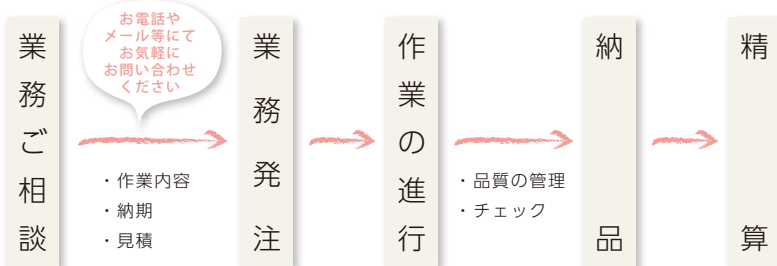 業務ご相談
お電話や
メール等にて
お気軽に
お問い合わせ
ください
・作業内容
・納期
・見積
業務発注
作業の進行
・品質の管理
・チェック
納品
精算